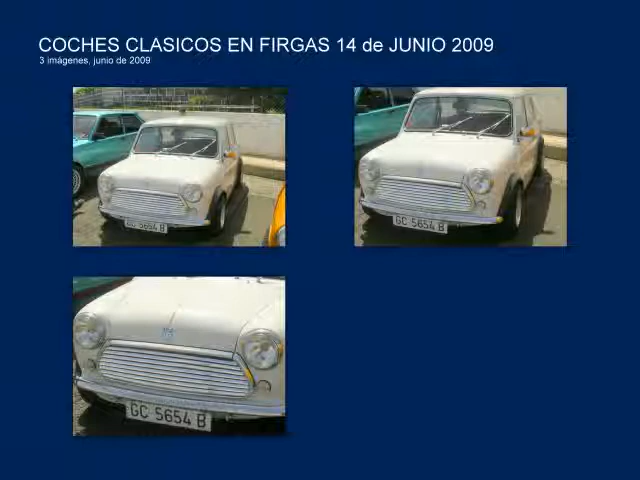 COCHES CLASICOS EN FIRGAS 14 de JUNIO 2009
3 imágenes, junio de 2009
GC 5654 B
GC 5654 B
GC 5654 B